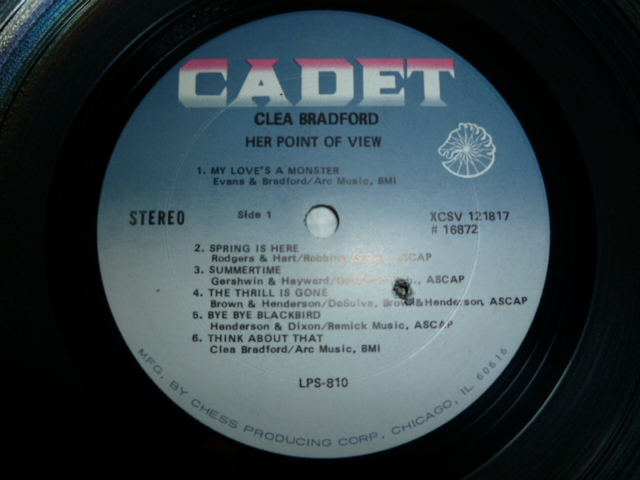 CADET
CLEA BRADFORD
HER POINT OF VIEW
1. MY LOVE'S A MONSTER
Evans & Bradford/Arc Music, BMI
STEREO Side 1 XCSV 121817
# 16872
2. SPRING IS HERE
Rodgers & Hart/Robbins ASCAP
3. SUMMERTIME
Gershwin & Hayward/ ASCAP
4. THE THRILL IS GONE
Brown & Henderson/DeSulva, Brown &Henderson, ASCAP
5. BYE BYE BLACKBIRD
Henderson & Dixon/Remick Music, ASCAP
6. THINK ABOUT THAT
Clea Bradford/Arc Music, BMI
LPS-810
MFG. BY CHESS PRODUCING CORP., CHICAGO, IL 60616